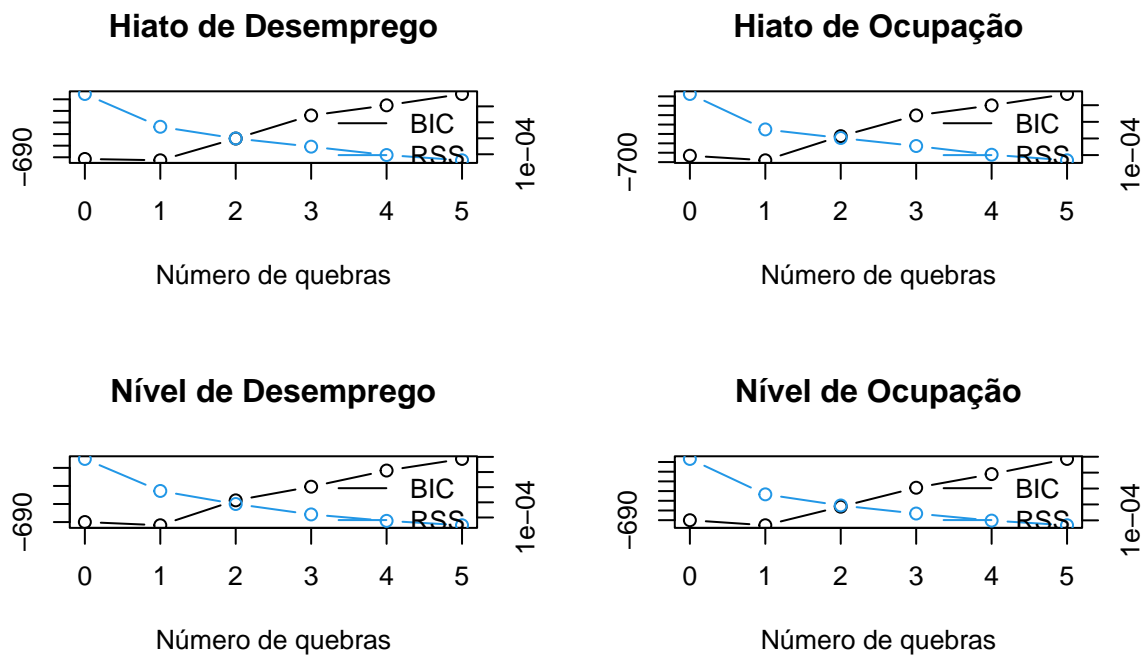 Hiato de Desemprego
−690
BIC
RSS
1e−04
0 1 2 3 4 5
Número de quebras
Hiato de Ocupação
−700
BIC
RSS
1e−04
0 1 2 3 4 5
Número de quebras
Nível de Desemprego
−690
BIC
RSS
1e−04
0 1 2 3 4 5
Número de quebras
Nível de Ocupação
−690
BIC
RSS
1e−04
0 1 2 3 4 5
Número de quebras